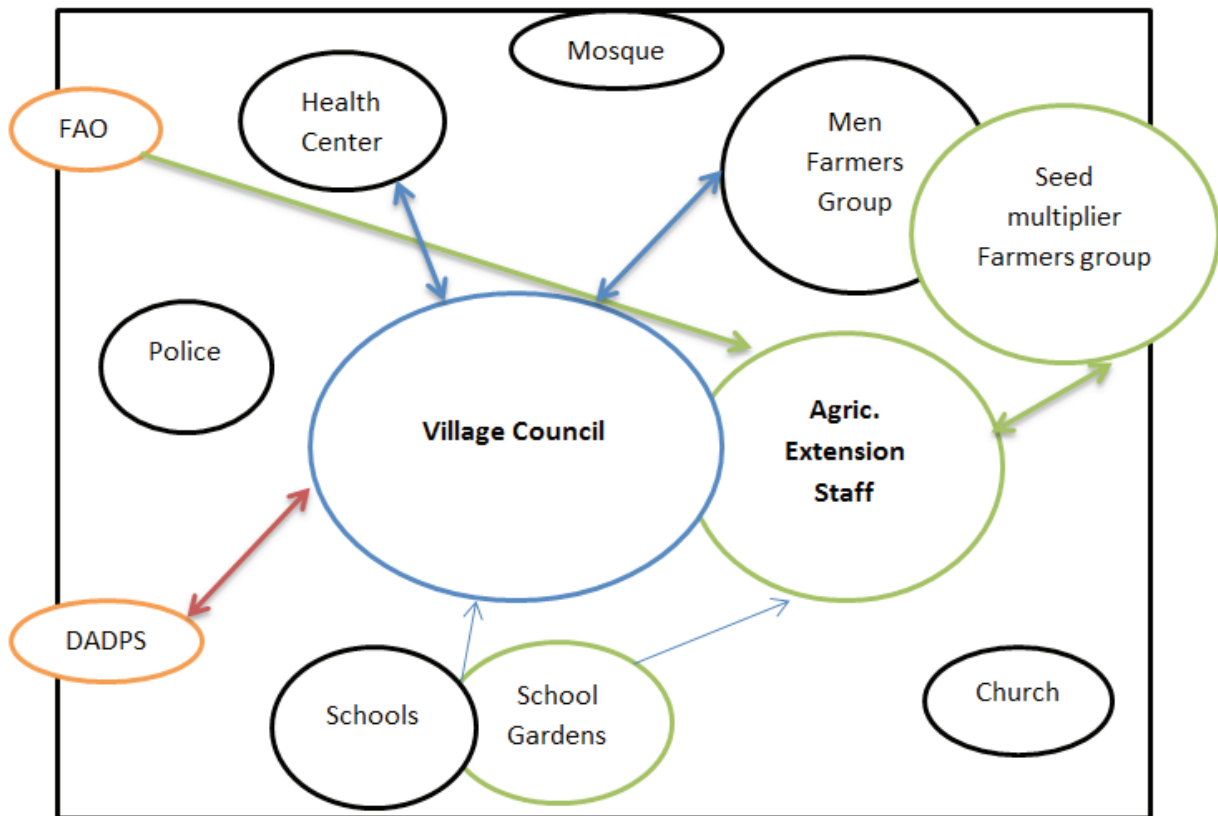 Mosque
Health
Center
FAO
Men
Farmers
Group
Seed
multiplier
Farmers group
Police
Village Council
Agric.
Extension
Staff
DADPS
Schools
School
Gardens
Church